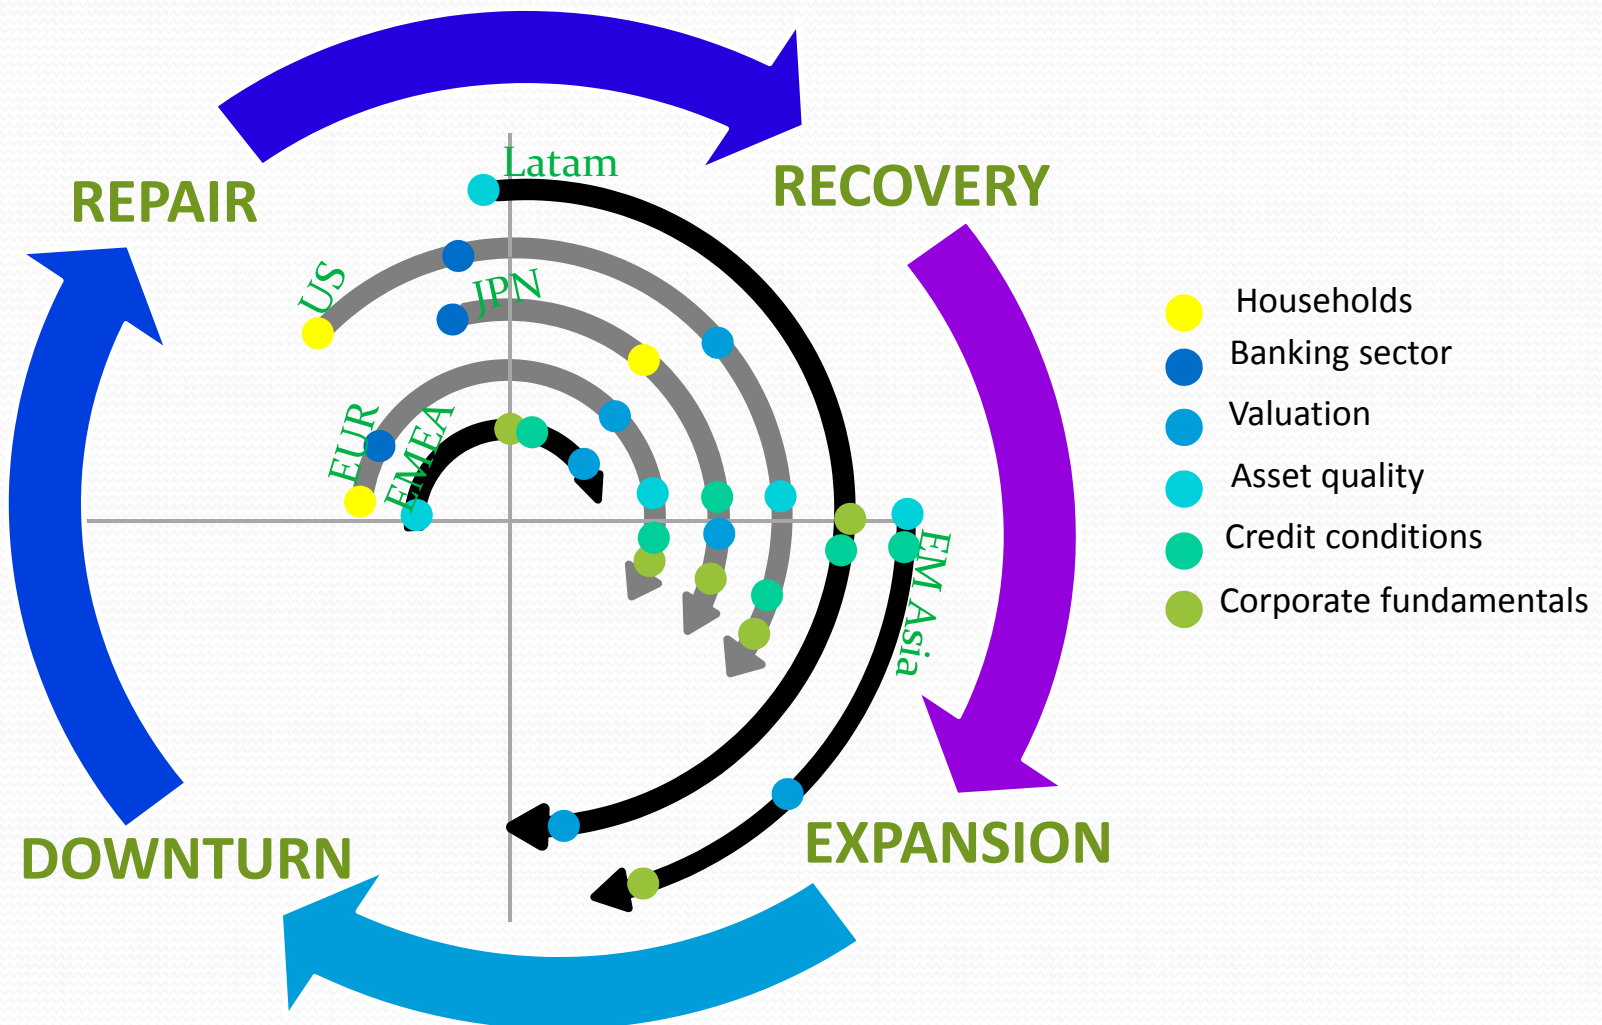 Latam
REPAIR
RECOVERY
US
JPN
Households
Banking sector
Valuation
EUR
EMEA
Asset quality
Credit conditions
EM Asia
Corporate fundamentals
DOWNTURN
EXPANSION